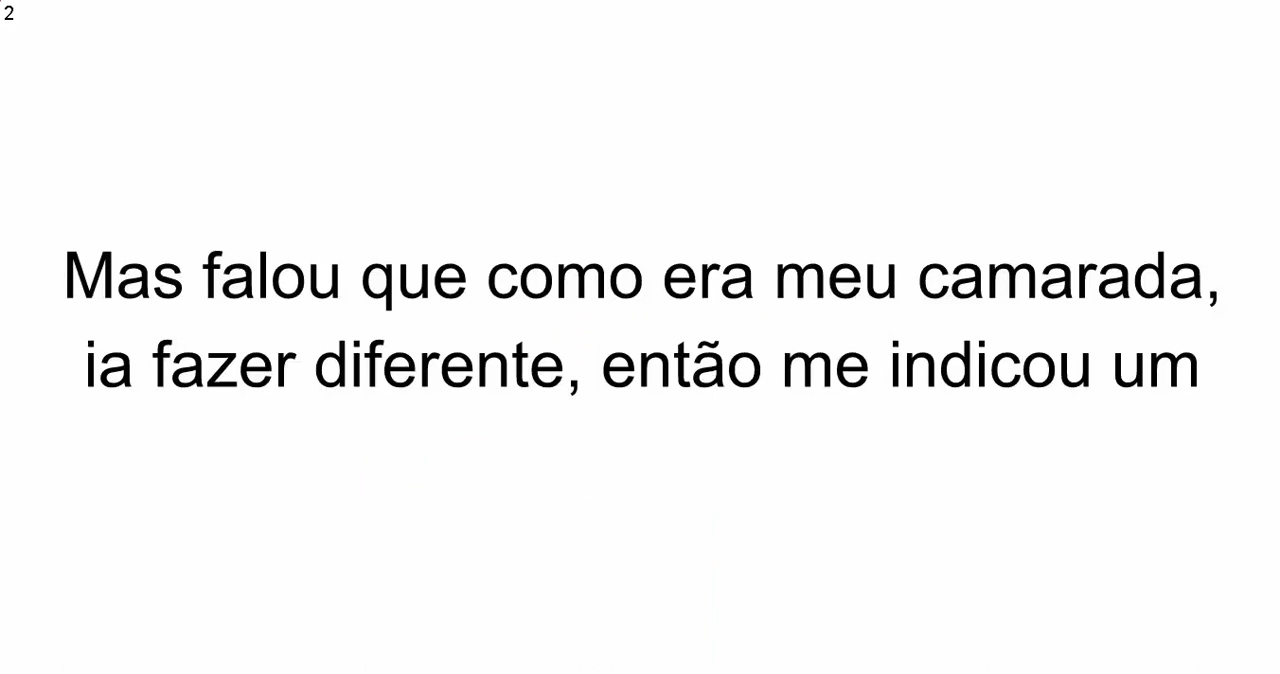 2
Mas falou que como era meu camarada,
ia fazer diferente, então me indicou um